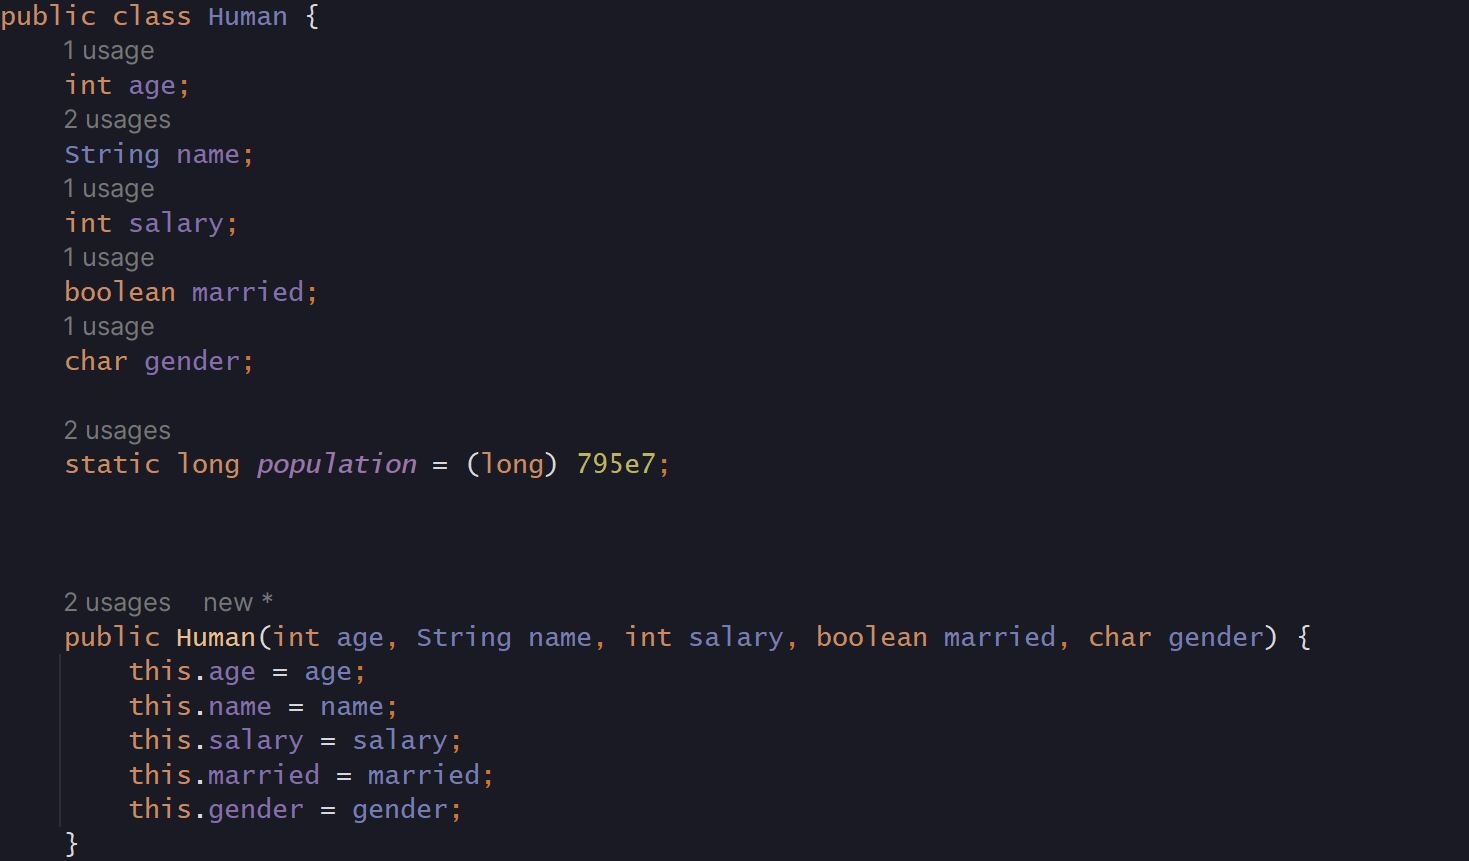 public class Human {
1 usage
int age;
2 usages
String name;
1 usage
int salary;
1 usage
boolean married;
1 usage
char gender;
2 usages
static long population = (long) 795e7;
2 usages new *
public Human(int age, String name, int salary, boolean married, char gender) {
this.age = age;
this.name = name;
this.salary = salary;
this.married = married;
this.gender = gender;
}